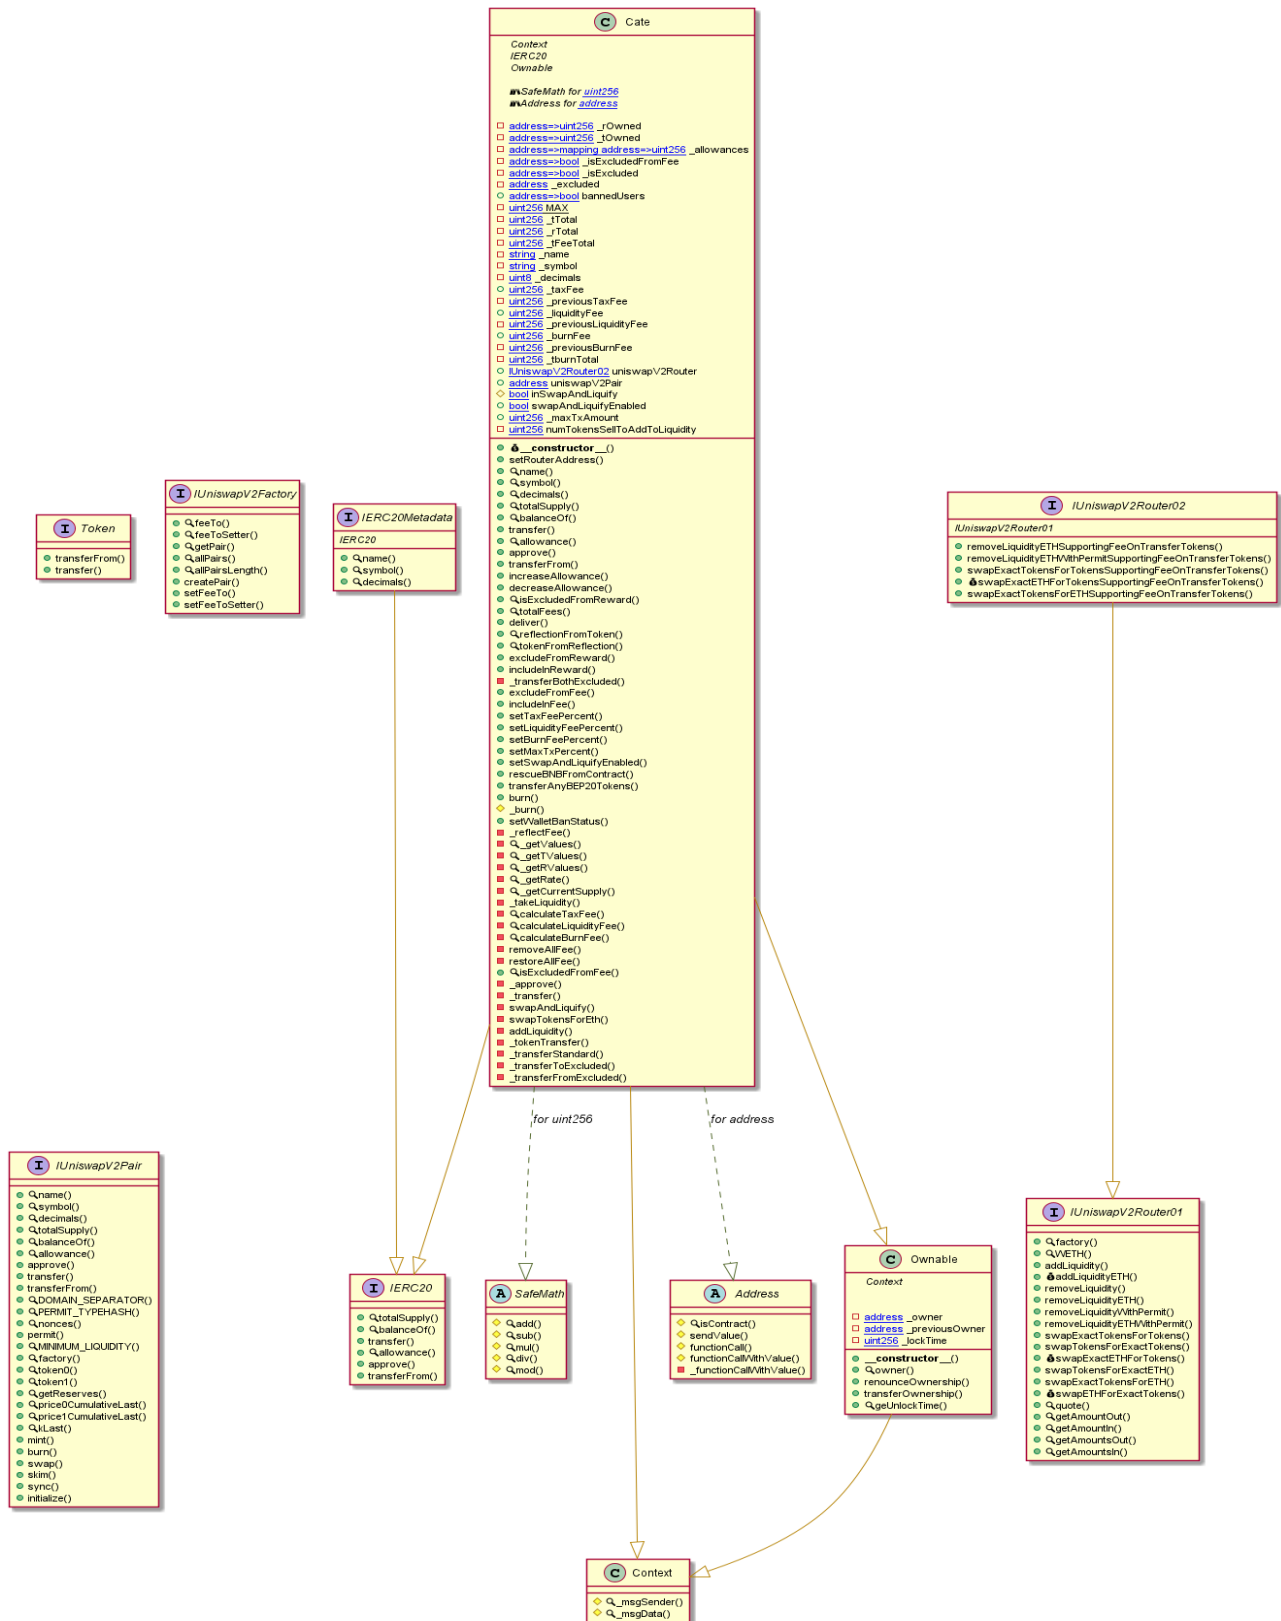 C Cate
Context
IERC20
Ownable
SafeMath for uint256
Address for address
address=>uint256 _rOwned
address=>uint256 _tOwned
address=>mapping address=>uint256 _allowances
address=>bool _isExcludedFromFee
address=>bool _isExcluded
address _excluded
address=>bool bannedUsers
uint256 MAX
uint256 _tTotal
uint256 _rTotal
uint256 _tFeeTotal
string _name
string _symbol
uint8 _decimals
uint256 _taxFee
uint256 _previousTaxFee
uint256 _liquidityFee
uint256 _previousLiquidityFee
uint256 _burnFee
uint256 _previousBurnFee
uint256 _tburnTotal
IUniswapV2Router02 uniswapV2Router
address uniswapV2Pair
bool inSwapAndLiquify
bool swapAndLiquifyEnabled
uint256 _maxTxAmount
uint256 numTokensSellToAddToLiquidity
__constructor__()
setRouterAddress()
name()
symbol()
decimals()
totalSupply()
balanceOf()
transfer()
allowance()
approve()
transferFrom()
increaseAllowance()
decreaseAllowance()
isExcludedFromReward()
totalFees()
deliver()
reflectionFromToken()
tokenFromReflection()
excludeFromReward()
includeInReward()
_transferBothExcluded()
excludeFromFee()
includeInFee()
setTaxFeePercent()
setLiquidityFeePercent()
setBurnFeePercent()
setMaxTxPercent()
setSwapAndLiquifyEnabled()
rescueBNBFromContract()
transferAnyBEP20Tokens()
burn()
_burn()
setWalletBanStatus()
_reflectFee()
_getValues()
_getTValues()
_getRValues()
_getRate()
_getCurrentSupply()
_takeLiquidity()
calculateTaxFee()
calculateLiquidityFee()
calculateBurnFee()
removeAllFee()
restoreAllFee()
isExcludedFromFee()
_approve()
_transfer()
swapAndLiquify()
swapTokensForEth()
addLiquidity()
_tokenTransfer()
_transferStandard()
_transferToExcluded()
_transferFromExcluded()
I Token
transferFrom()
transfer()
I IUniswapV2Factory
feeTo()
feeToSetter()
getPair()
allPairs()
allPairsLength()
createPair()
setFeeTo()
setFeeToSetter()
I IERC20Metadata
IERC20
name()
symbol()
decimals()
I IUniswapV2Router02
IUniswapV2Router01
removeLiquidityETHSupportingFeeOnTransferTokens()
removeLiquidityETHWithPermitSupportingFeeOnTransferTokens()
swapExactTokensForTokensSupportingFeeOnTransferTokens()
swapExactETHForTokensSupportingFeeOnTransferTokens()
swapExactTokensForETHSupportingFeeOnTransferTokens()
for uint256
for address
I IUniswapV2Pair
name()
symbol()
decimals()
totalSupply()
balanceOf()
allowance()
approve()
transfer()
transferFrom()
DOMAIN_SEPARATOR()
PERMIT_TYPEHASH()
nonces()
permit()
MINIMUM_LIQUIDITY()
factory()
token0()
token1()
getReserves()
price0CumulativeLast()
price1CumulativeLast()
kLast()
mint()
burn()
swap()
skim()
sync()
initialize()
I IERC20
totalSupply()
balanceOf()
transfer()
allowance()
approve()
transferFrom()
A SafeMath
add()
sub()
mul()
div()
mod()
A Address
isContract()
sendValue()
functionCall()
functionCallWithValue()
_functionCallWithValue()
C Ownable
Context
address _owner
address _previousOwner
uint256 _lockTime
__constructor__()
owner()
renounceOwnership()
transferOwnership()
geUnlockTime()
I IUniswapV2Router01
factory()
WETH()
addLiquidity()
addLiquidityETH()
removeLiquidity()
removeLiquidityETH()
removeLiquidityWithPermit()
removeLiquidityETHWithPermit()
swapExactTokensForTokens()
swapTokensForExactTokens()
swapExactETHForTokens()
swapTokensForExactETH()
swapExactTokensForETH()
swapETHForExactTokens()
quote()
getAmountOut()
getAmountIn()
getAmountsOut()
getAmountsIn()
C Context
_msgSender()
_msgData()